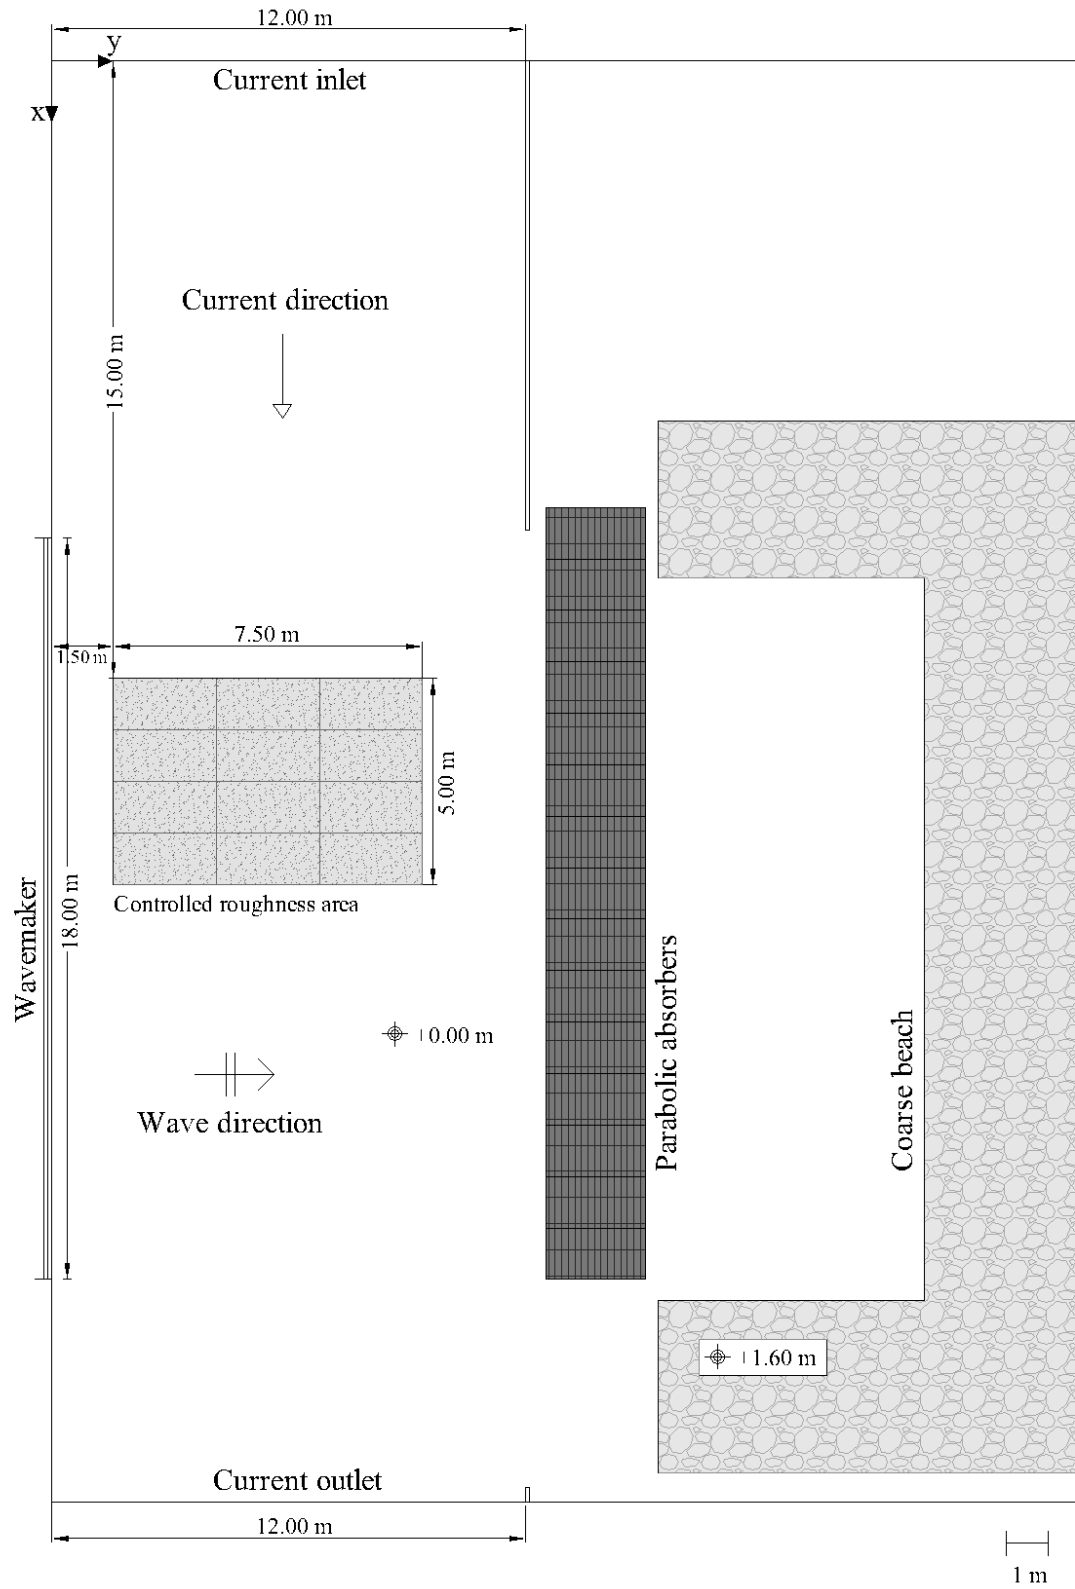 12.00 m
y
Current inlet
x
Current direction
15.00 m
7.50 m
1.50 m
5.00 m
Controlled roughness area
18.00 m
Wavemaker
0.00 m
Wave direction
Parabolic absorbers
Coarse beach
1.60 m
Current outlet
12.00 m
1 m